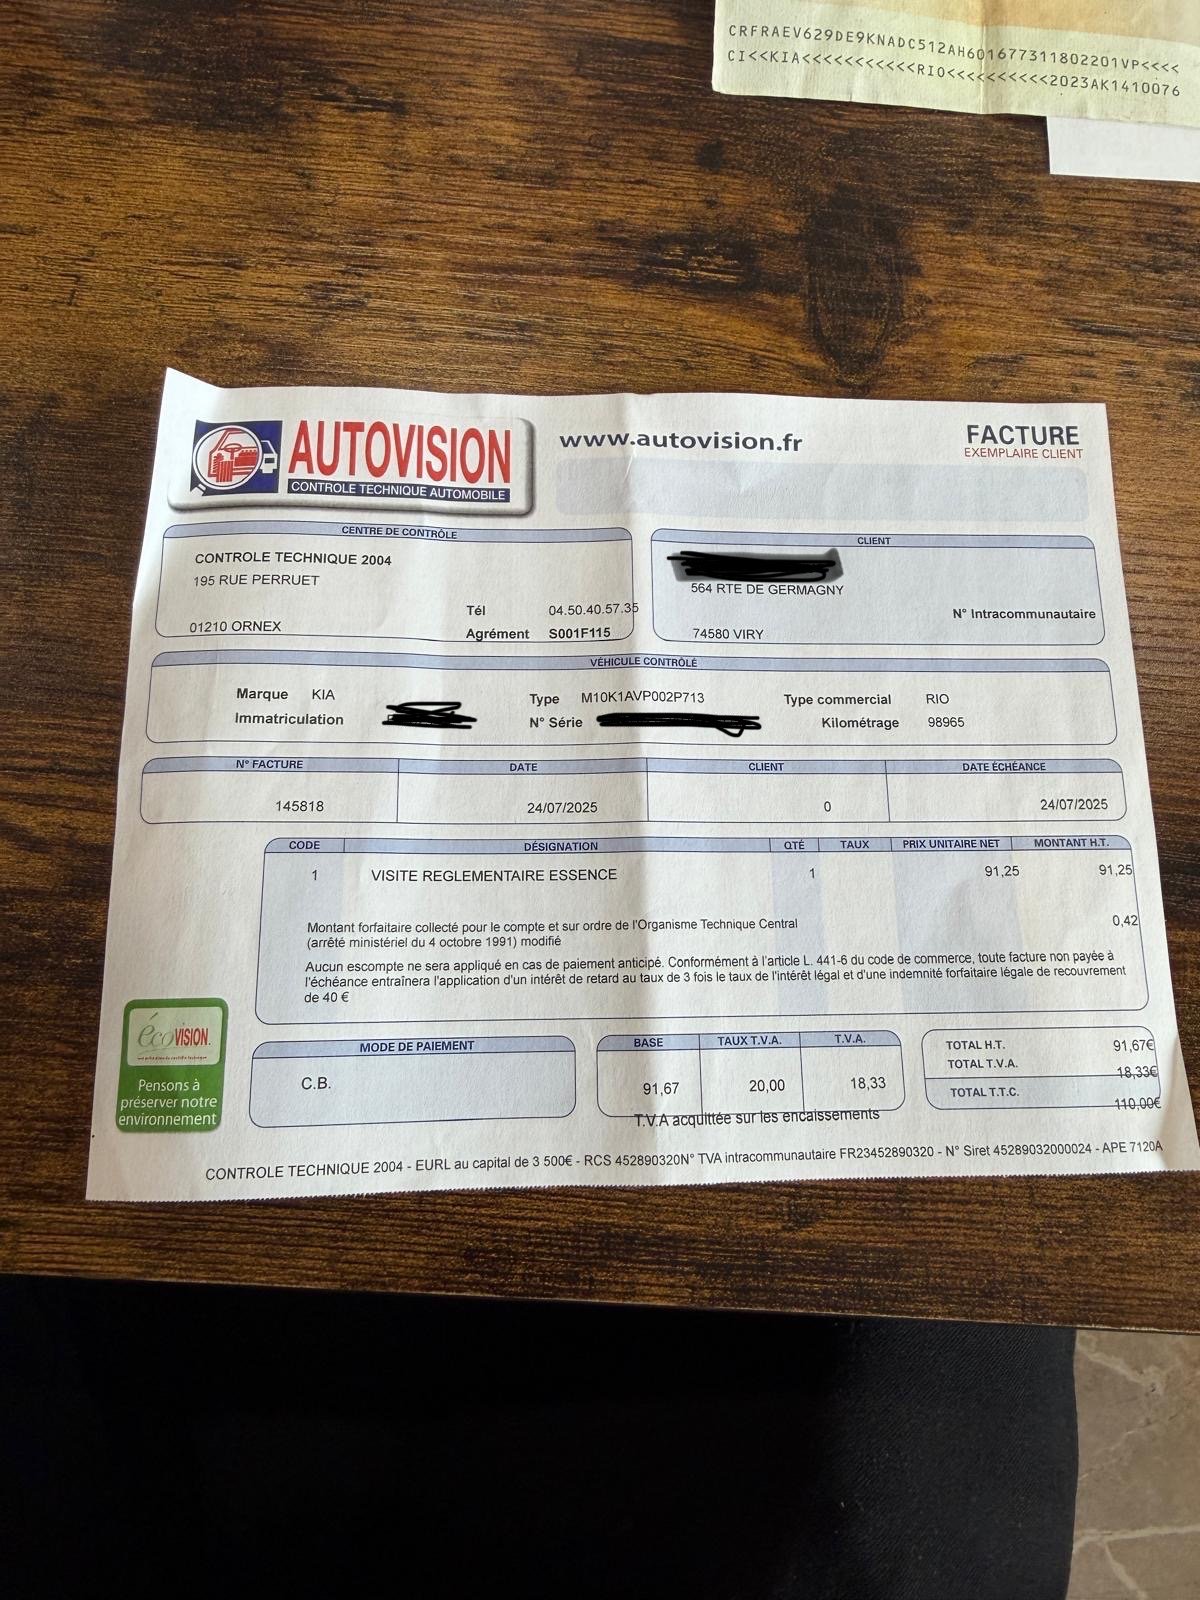 CRFRAEV629DE9KNADC512AH601677311802201VP<<<<
CI<<KIA<<<<<<<<<<<<RIO<<<<<<<<<<2023AK1410076
AUTOVISION
CONTROLE TECHNIQUE AUTOMOBILE
www.autovision.fr
FACTURE
EXEMPLAIRE CLIENT
CENTRE DE CONTRÔLE
CONTROLE TECHNIQUE 2004
195 RUE PERRUET
Tél 04.50.40.57.35
01210 ORNEX
Agrément S001F115
CLIENT
564 RTE DE GERMAGNY
N° Intracommunautaire
74580 VIRY
VÉHICULE CONTRÔLÉ
Marque KIA Type M10K1AVP002P713 Type commercial RIO
Immatriculation N° Série Kilométrage 98965
N° FACTURE DATE CLIENT DATE ÉCHÉANCE
145818 24/07/2025 0 24/07/2025
CODE DÉSIGNATION QTÉ TAUX PRIX UNITAIRE NET MONTANT H.T.
1 VISITE REGLEMENTAIRE ESSENCE 1 91,25 91,25
Montant forfaitaire collecté pour le compte et sur ordre de l'Organisme Technique Central 0,42
(arrêté ministériel du 4 octobre 1991) modifié
Aucun escompte ne sera appliqué en cas de paiement anticipé. Conformément à l'article L. 441-6 du code de commerce, toute facture non payée à
l'échéance entraînera l'application d'un intérêt de retard au taux de 3 fois le taux de l'intérêt légal et d'une indemnité forfaitaire légale de recouvrement
de 40 €
écoVISION.
Pensons à
préserver notre
environnement
MODE DE PAIEMENT
C.B.
BASE TAUX T.V.A. T.V.A.
91,67 20,00 18,33
T.V.A acquittée sur les encaissements
TOTAL H.T. 91,67€
TOTAL T.V.A. 18,33€
TOTAL T.T.C. 110,00€
CONTROLE TECHNIQUE 2004 - EURL au capital de 3 500€ - RCS 452890320N° TVA intracommunautaire FR23452890320 - N° Siret 45289032000024 - APE 7120A